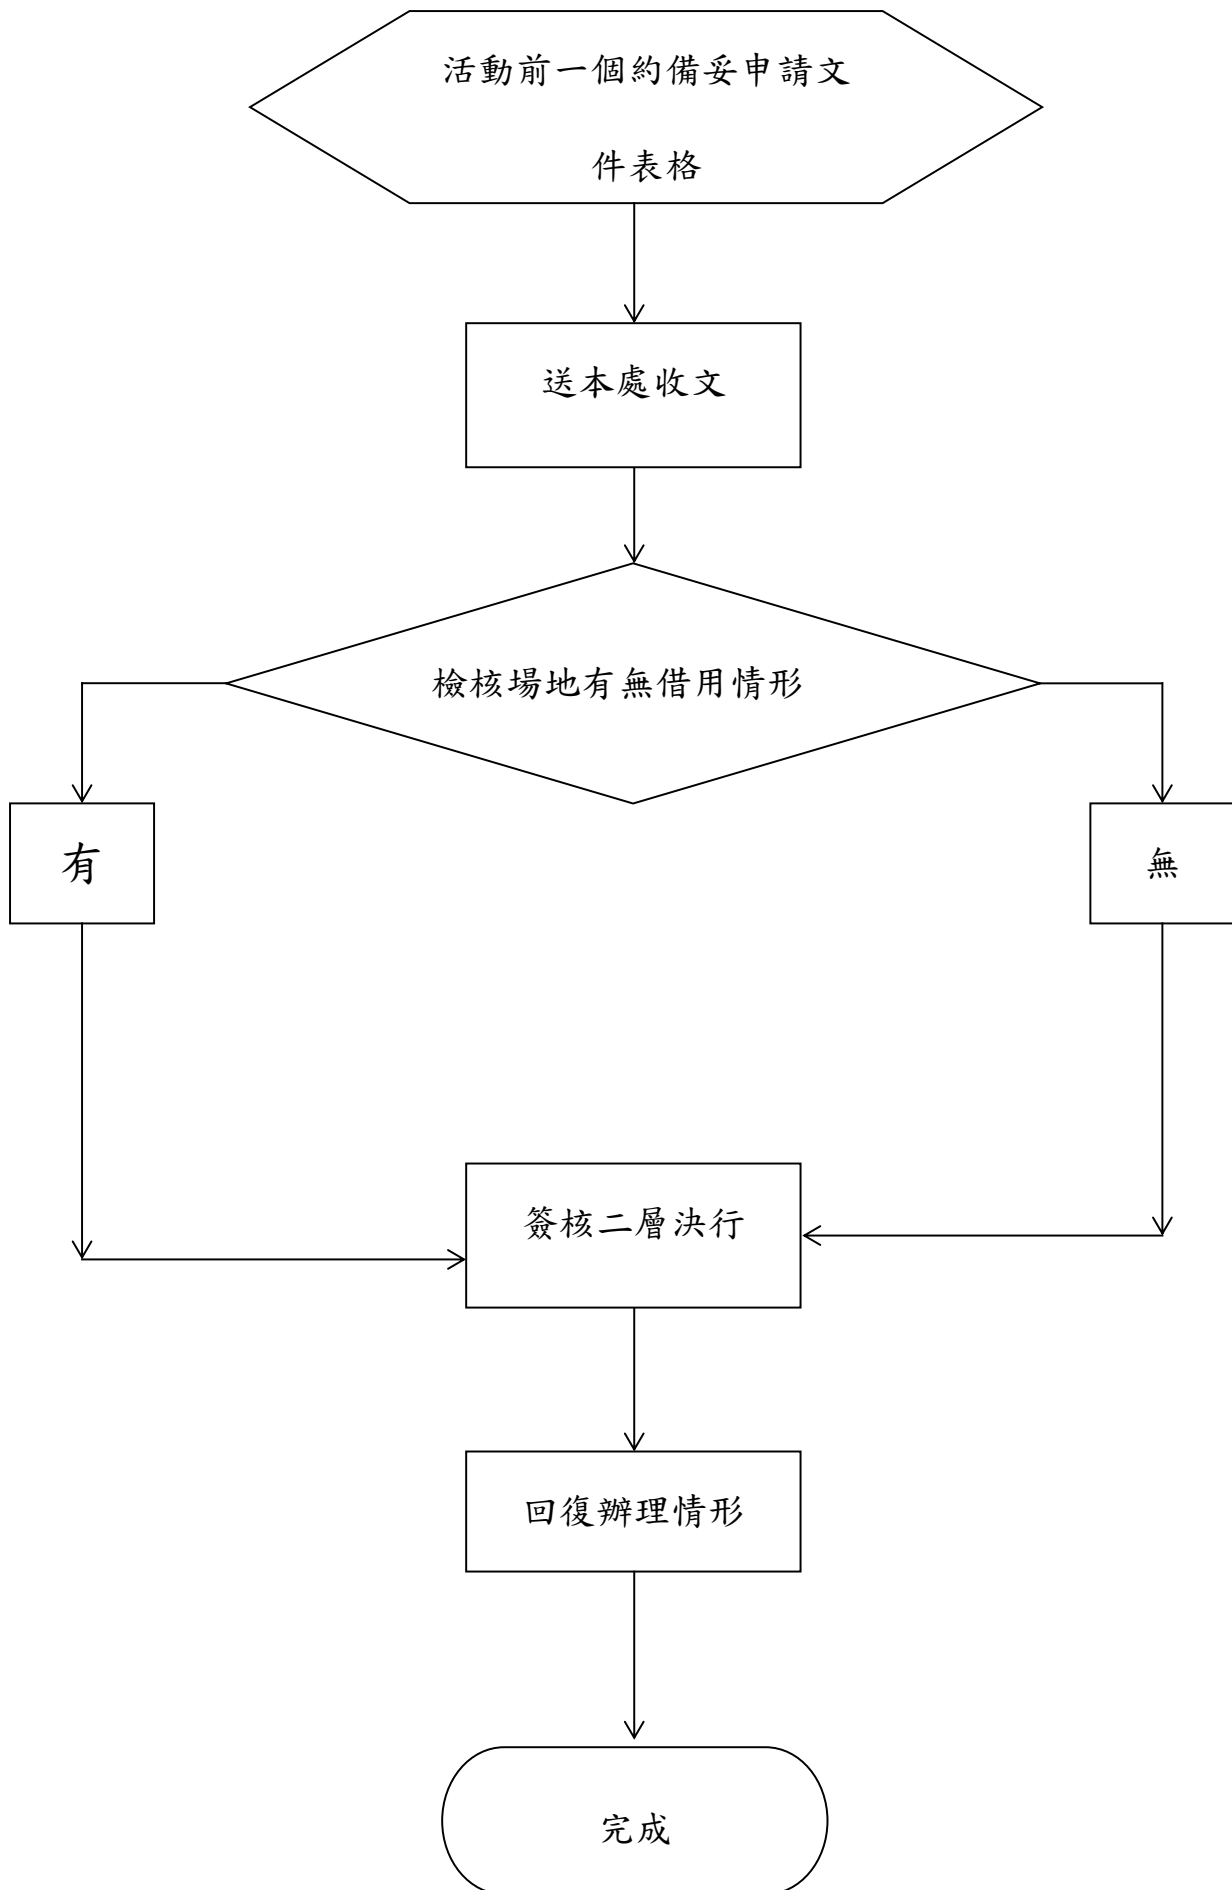 活動前一個約備妥申請文
件表格
送本處收文
檢核場地有無借用情形
有
無
簽核二層決行
回復辦理情形
完成